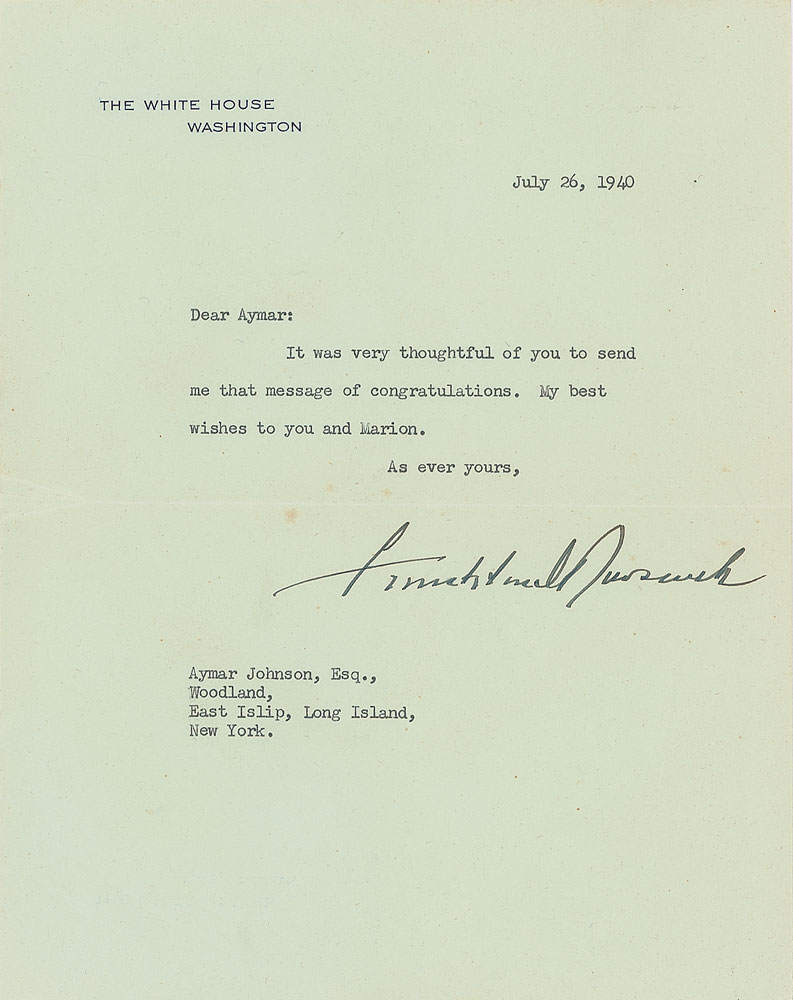 THE WHITE HOUSE
WASHINGTON
July 26, 1940
Dear Aymar:
It was very thoughtful of you to send
me that message of congratulations. My best
wishes to you and Marion.
As ever yours,
Franklin D Roosevelt
Aymar Johnson, Esq.,
Woodland,
East Islip, Long Island,
New York.